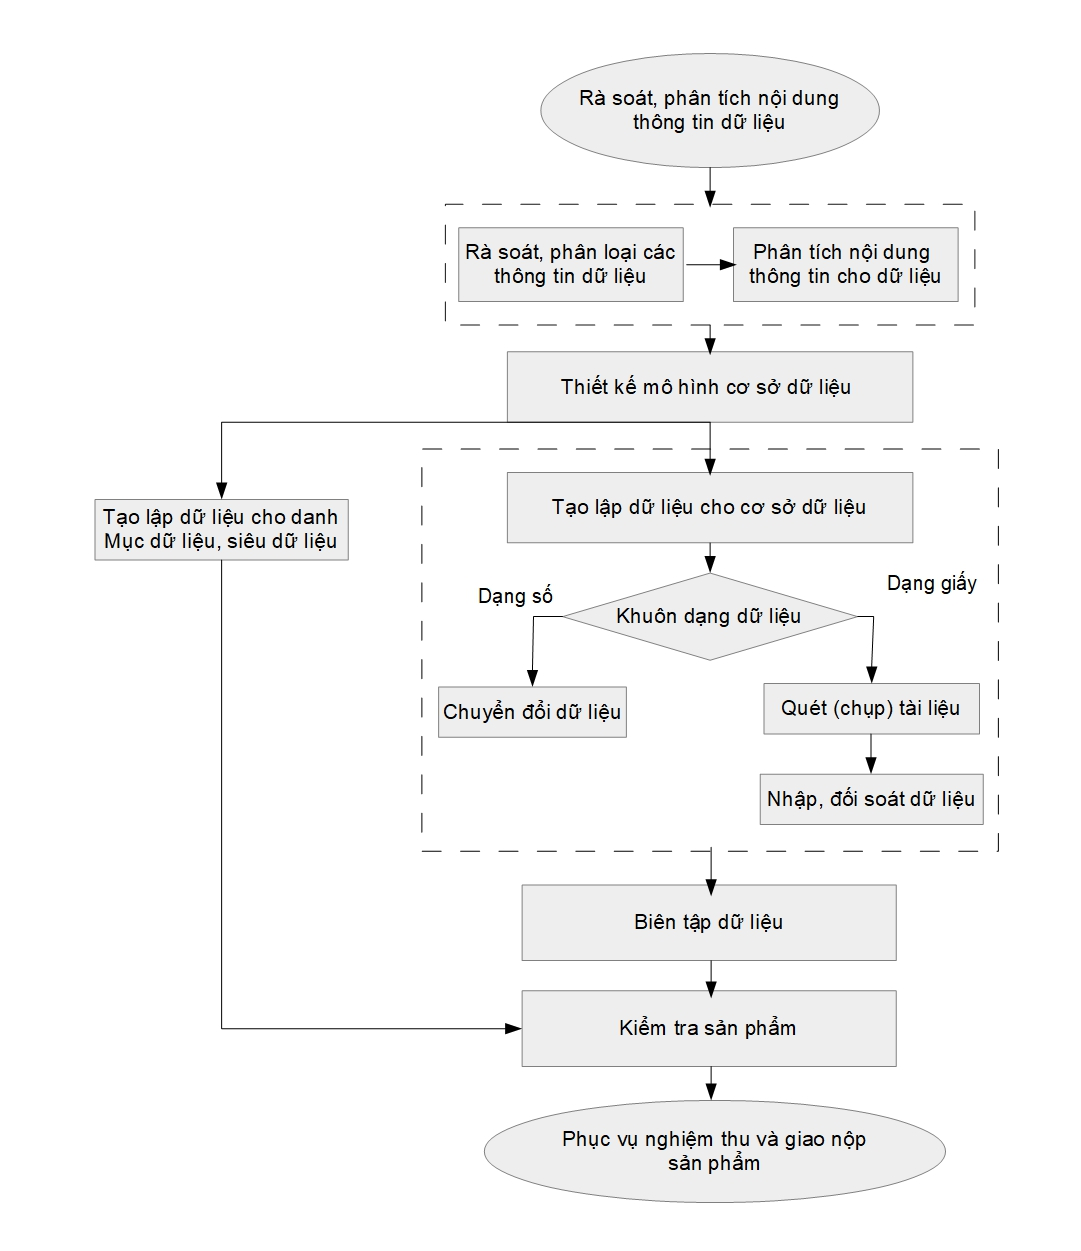 Rà soát, phân tích nội dung
thông tin dữ liệu
Rà soát, phân loại các
thông tin dữ liệu
Phân tích nội dung
thông tin cho dữ liệu
Thiết kế mô hình cơ sở dữ liệu
Tạo lập dữ liệu cho danh
Mục dữ liệu, siêu dữ liệu
Tạo lập dữ liệu cho cơ sở dữ liệu
Dạng số
Dạng giấy
Khuôn dạng dữ liệu
Chuyển đổi dữ liệu
Quét (chụp) tài liệu
Nhập, đối soát dữ liệu
Biên tập dữ liệu
Kiểm tra sản phẩm
Phục vụ nghiệm thu và giao nộp
sản phẩm